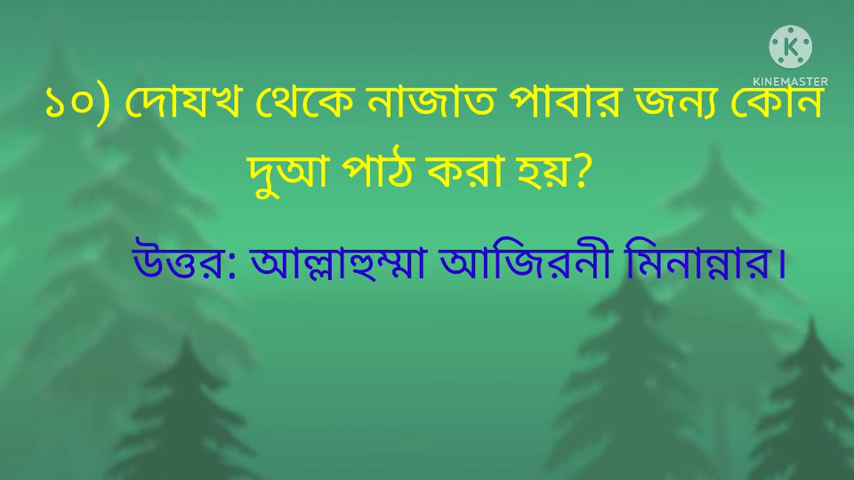 KINEMASTER
১০) দোযখ থেকে নাজাত পাবার জন্য কোন
দুআ পাঠ করা হয়?
উত্তর: আল্লাহুম্মা আজিরনী মিনান্নার।